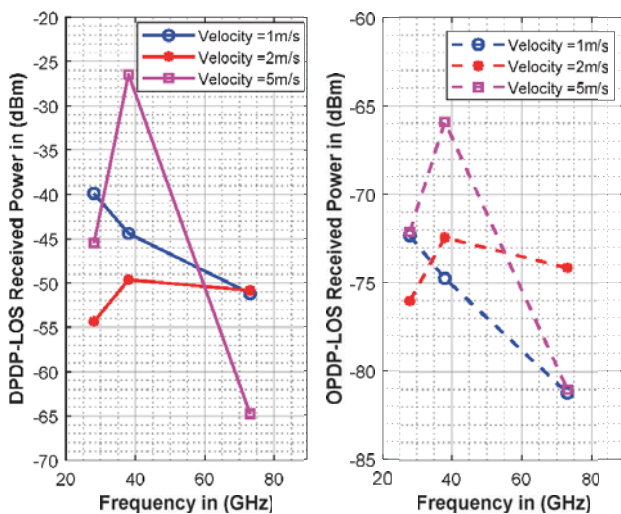 -20
-25
-30
-35
-40
-45
-50
-55
-60
-65
-70
20
40
60
80
DPDP-LOS Received Power in (dBm)
Frequency in (GHz)
Velocity =1m/s
Velocity =2m/s
Velocity =5m/s
-60
-65
-70
-75
-80
-85
20
40
60
80
OPDP-LOS Received Power in (dBm)
Frequency in (GHz)
Velocity =1m/s
Velocity =2m/s
Velocity =5m/s